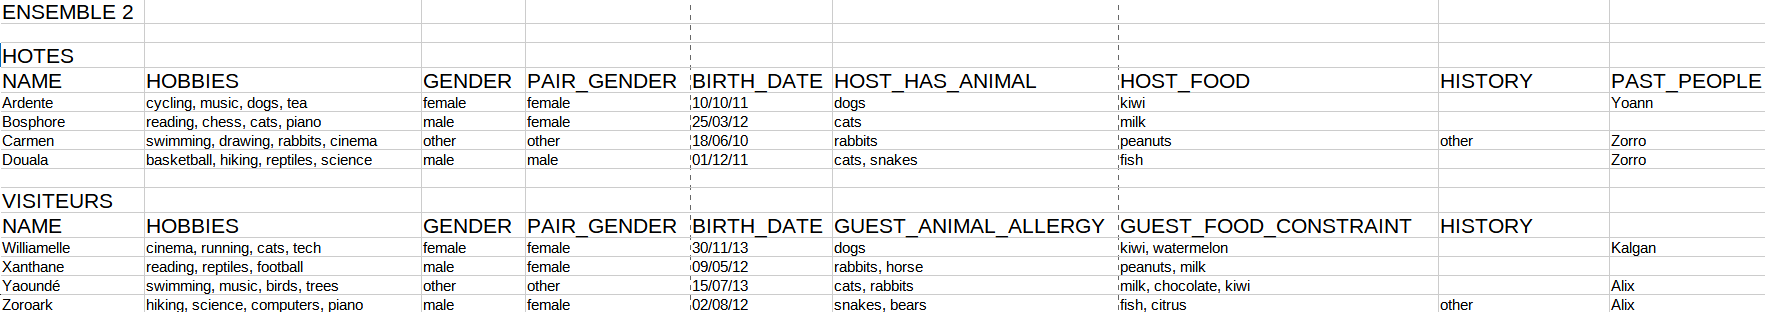 ENSEMBLE 2
HOTES
NAME HOBBIES GENDER PAIR_GENDER BIRTH_DATE HOST_HAS_ANIMAL HOST_FOOD HISTORY PAST_PEOPLE
Ardente cycling, music, dogs, tea female female 10/10/11 dogs kiwi Yoann
Bosphore reading, chess, cats, piano male female 25/03/12 cats milk
Carmen swimming, drawing, rabbits, cinema other other 18/06/10 rabbits peanuts other Zorro
Douala basketball, hiking, reptiles, science male male 01/12/11 cats, snakes fish Zorro
VISITEURS
NAME HOBBIES GENDER PAIR_GENDER BIRTH_DATE GUEST_ANIMAL_ALLERGY GUEST_FOOD_CONSTRAINT HISTORY
Williamelle cinema, running, cats, tech female female 30/11/13 dogs kiwi, watermelon Kalgan
Xanthane reading, reptiles, football male female 09/05/12 rabbits, horse peanuts, milk
Yaoundé swimming, music, birds, trees other other 15/07/13 cats, rabbits milk, chocolate, kiwi Alix
Zoroark hiking, science, computers, piano male female 02/08/12 snakes, bears fish, citrus other Alix